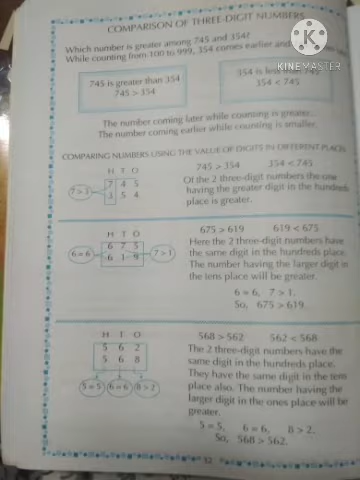 COMPARISON OF THREE-DIGIT NUMBERS
Which number is greater among 745 and 354?
While counting from 100 to 999, 354 comes earlier and
KINEMASTER
745 is greater than 354
745 > 354
354 is less than 745
354 < 745
The number coming later while counting is greater.
The number coming earlier while counting is smaller.
COMPARING NUMBERS USING THE VALUE OF DIGITS IN DIFFERENT PLACES
H T O
7 4 5
3 5 4
7 > 3
745 > 354 354 < 745
Of the 2 three-digit numbers the one
having the greater digit in the hundreds
place is greater.
H T O
6 7 5
6 1 9
6 = 6
7 > 1
675 > 619 619 < 675
Here the 2 three-digit numbers have
the same digit in the hundreds place.
The number having the larger digit in
the tens place will be greater.
6 = 6, 7 > 1.
So, 675 > 619.
H T O
5 6 2
5 6 8
5 = 5 6 = 6 8 > 2
568 > 562 562 < 568
The 2 three-digit numbers have the
same digit in the hundreds place.
They have the same digit in the tens
place also. The number having the
larger digit in the ones place will be
greater.
5 = 5, 6 = 6, 8 > 2.
So, 568 > 562.
32